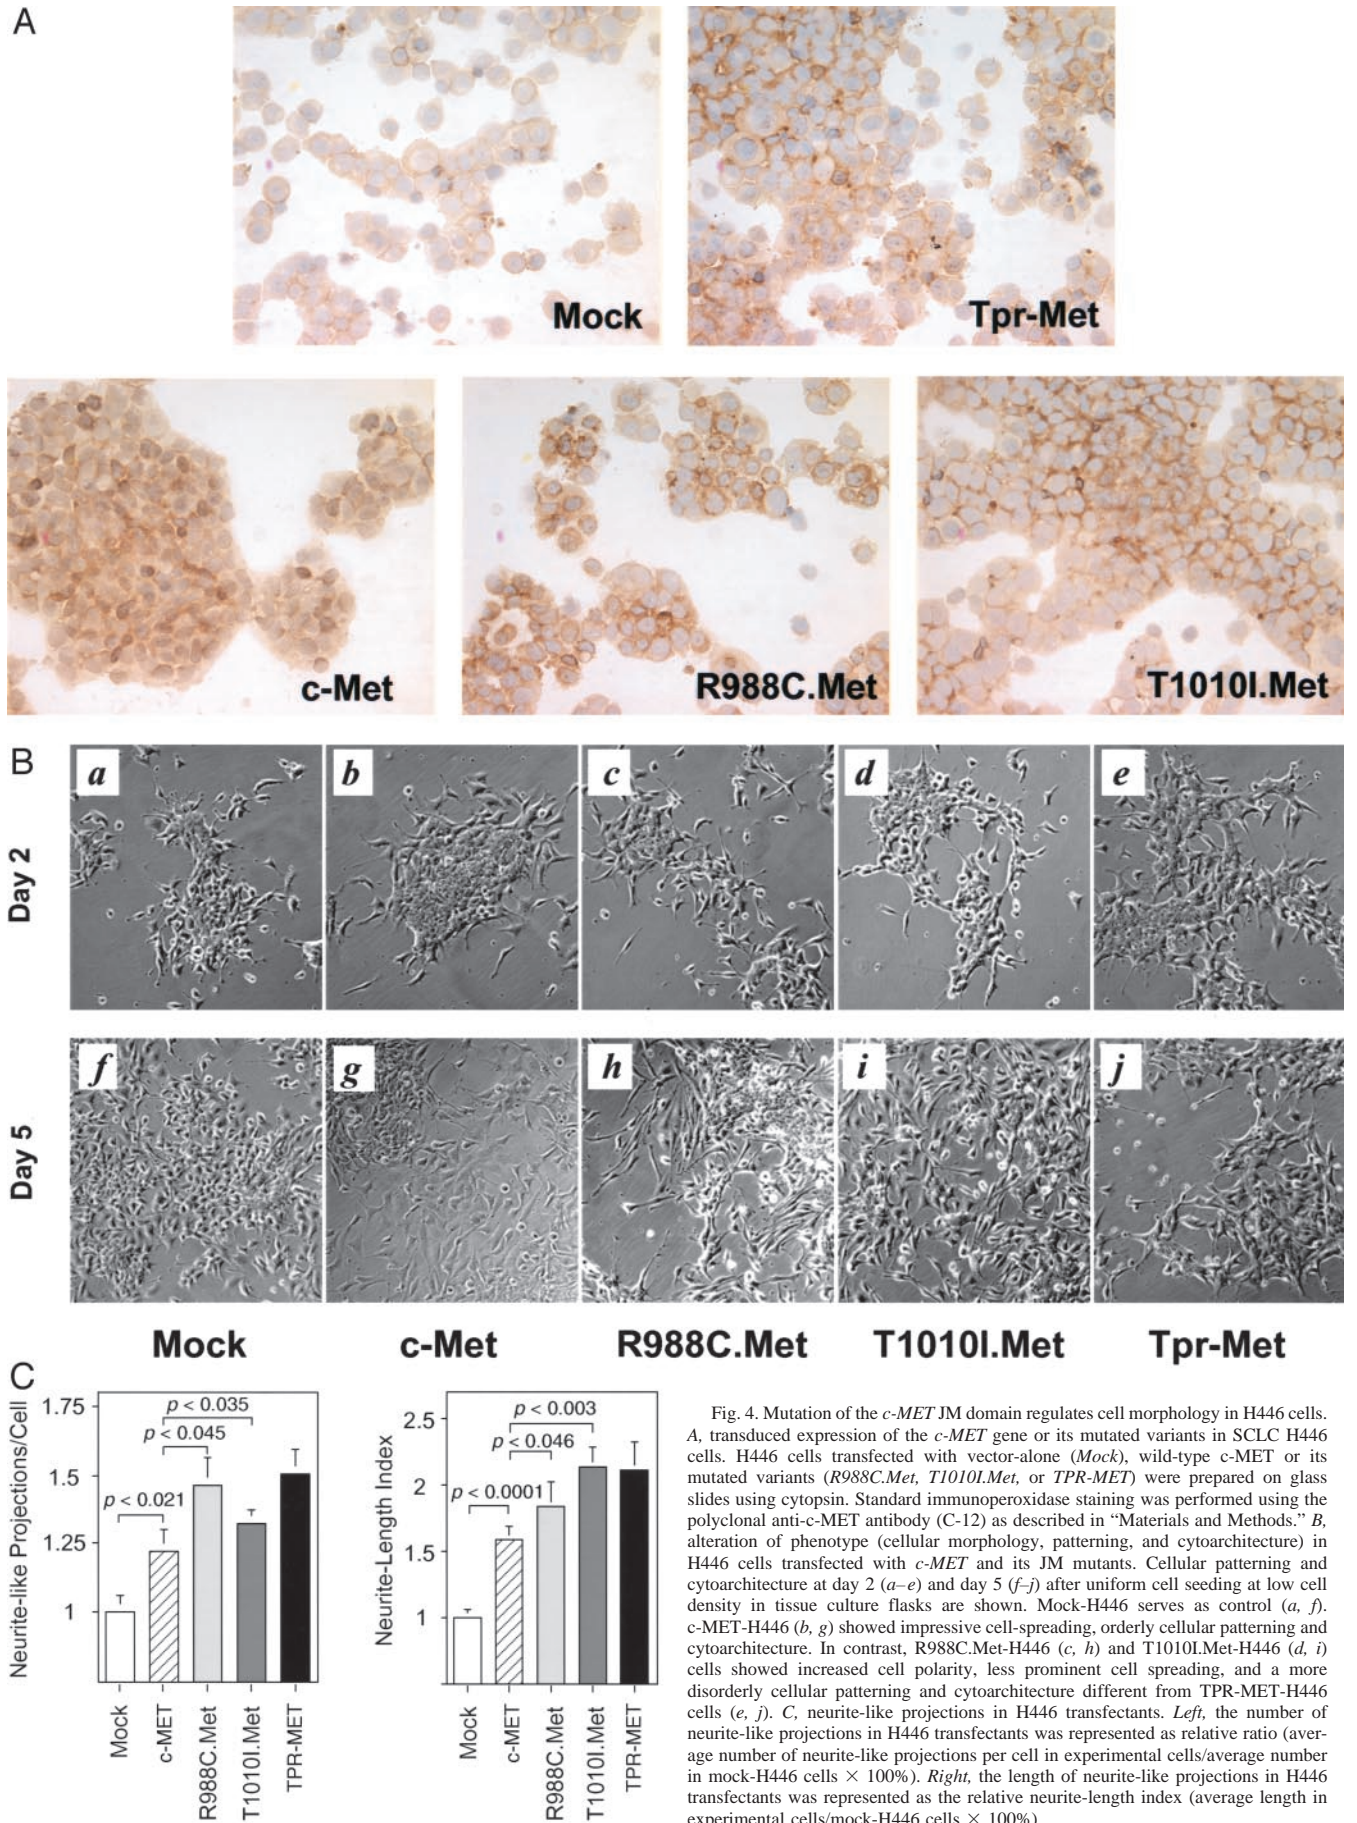 A
Mock
Tpr-Met
c-Met
R988C.Met
T1010I.Met
B
a
b
c
d
e
Day 2
f
g
h
i
j
Day 5
Mock
c-Met
R988C.Met
T1010I.Met
Tpr-Met
C
Neurite-like Projections/Cell
1.75
1.5
1.25
1
p < 0.035
p < 0.045
p < 0.021
Mock
c-MET
R988C.Met
T1010I.Met
TPR-MET
Neurite-Length Index
2.5
2
1.5
1
p < 0.003
p < 0.046
p < 0.0001
Mock
c-MET
R988C.Met
T1010I.Met
TPR-MET
Fig. 4. Mutation of the c-MET JM domain regulates cell morphology in H446 cells.
A, transduced expression of the c-MET gene or its mutated variants in SCLC H446
cells. H446 cells transfected with vector-alone (Mock), wild-type c-MET or its
mutated variants (R988C.Met, T1010I.Met, or TPR-MET) were prepared on glass
slides using cytopsin. Standard immunoperoxidase staining was performed using the
polyclonal anti-c-MET antibody (C-12) as described in “Materials and Methods.” B,
alteration of phenotype (cellular morphology, patterning, and cytoarchitecture) in
H446 cells transfected with c-MET and its JM mutants. Cellular patterning and
cytoarchitecture at day 2 (a–e) and day 5 (f–j) after uniform cell seeding at low cell
density in tissue culture flasks are shown. Mock-H446 serves as control (a, f).
c-MET-H446 (b, g) showed impressive cell-spreading, orderly cellular patterning and
cytoarchitecture. In contrast, R988C.Met-H446 (c, h) and T1010I.Met-H446 (d, i)
cells showed increased cell polarity, less prominent cell spreading, and a more
disorderly cellular patterning and cytoarchitecture different from TPR-MET-H446
cells (e, j). C, neurite-like projections in H446 transfectants. Left, the number of
neurite-like projections in H446 transfectants was represented as relative ratio (aver-
age number of neurite-like projections per cell in experimental cells/average number
in mock-H446 cells × 100%). Right, the length of neurite-like projections in H446
transfectants was represented as the relative neurite-length index (average length in
experimental cells/mock-H446 cells × 100%)